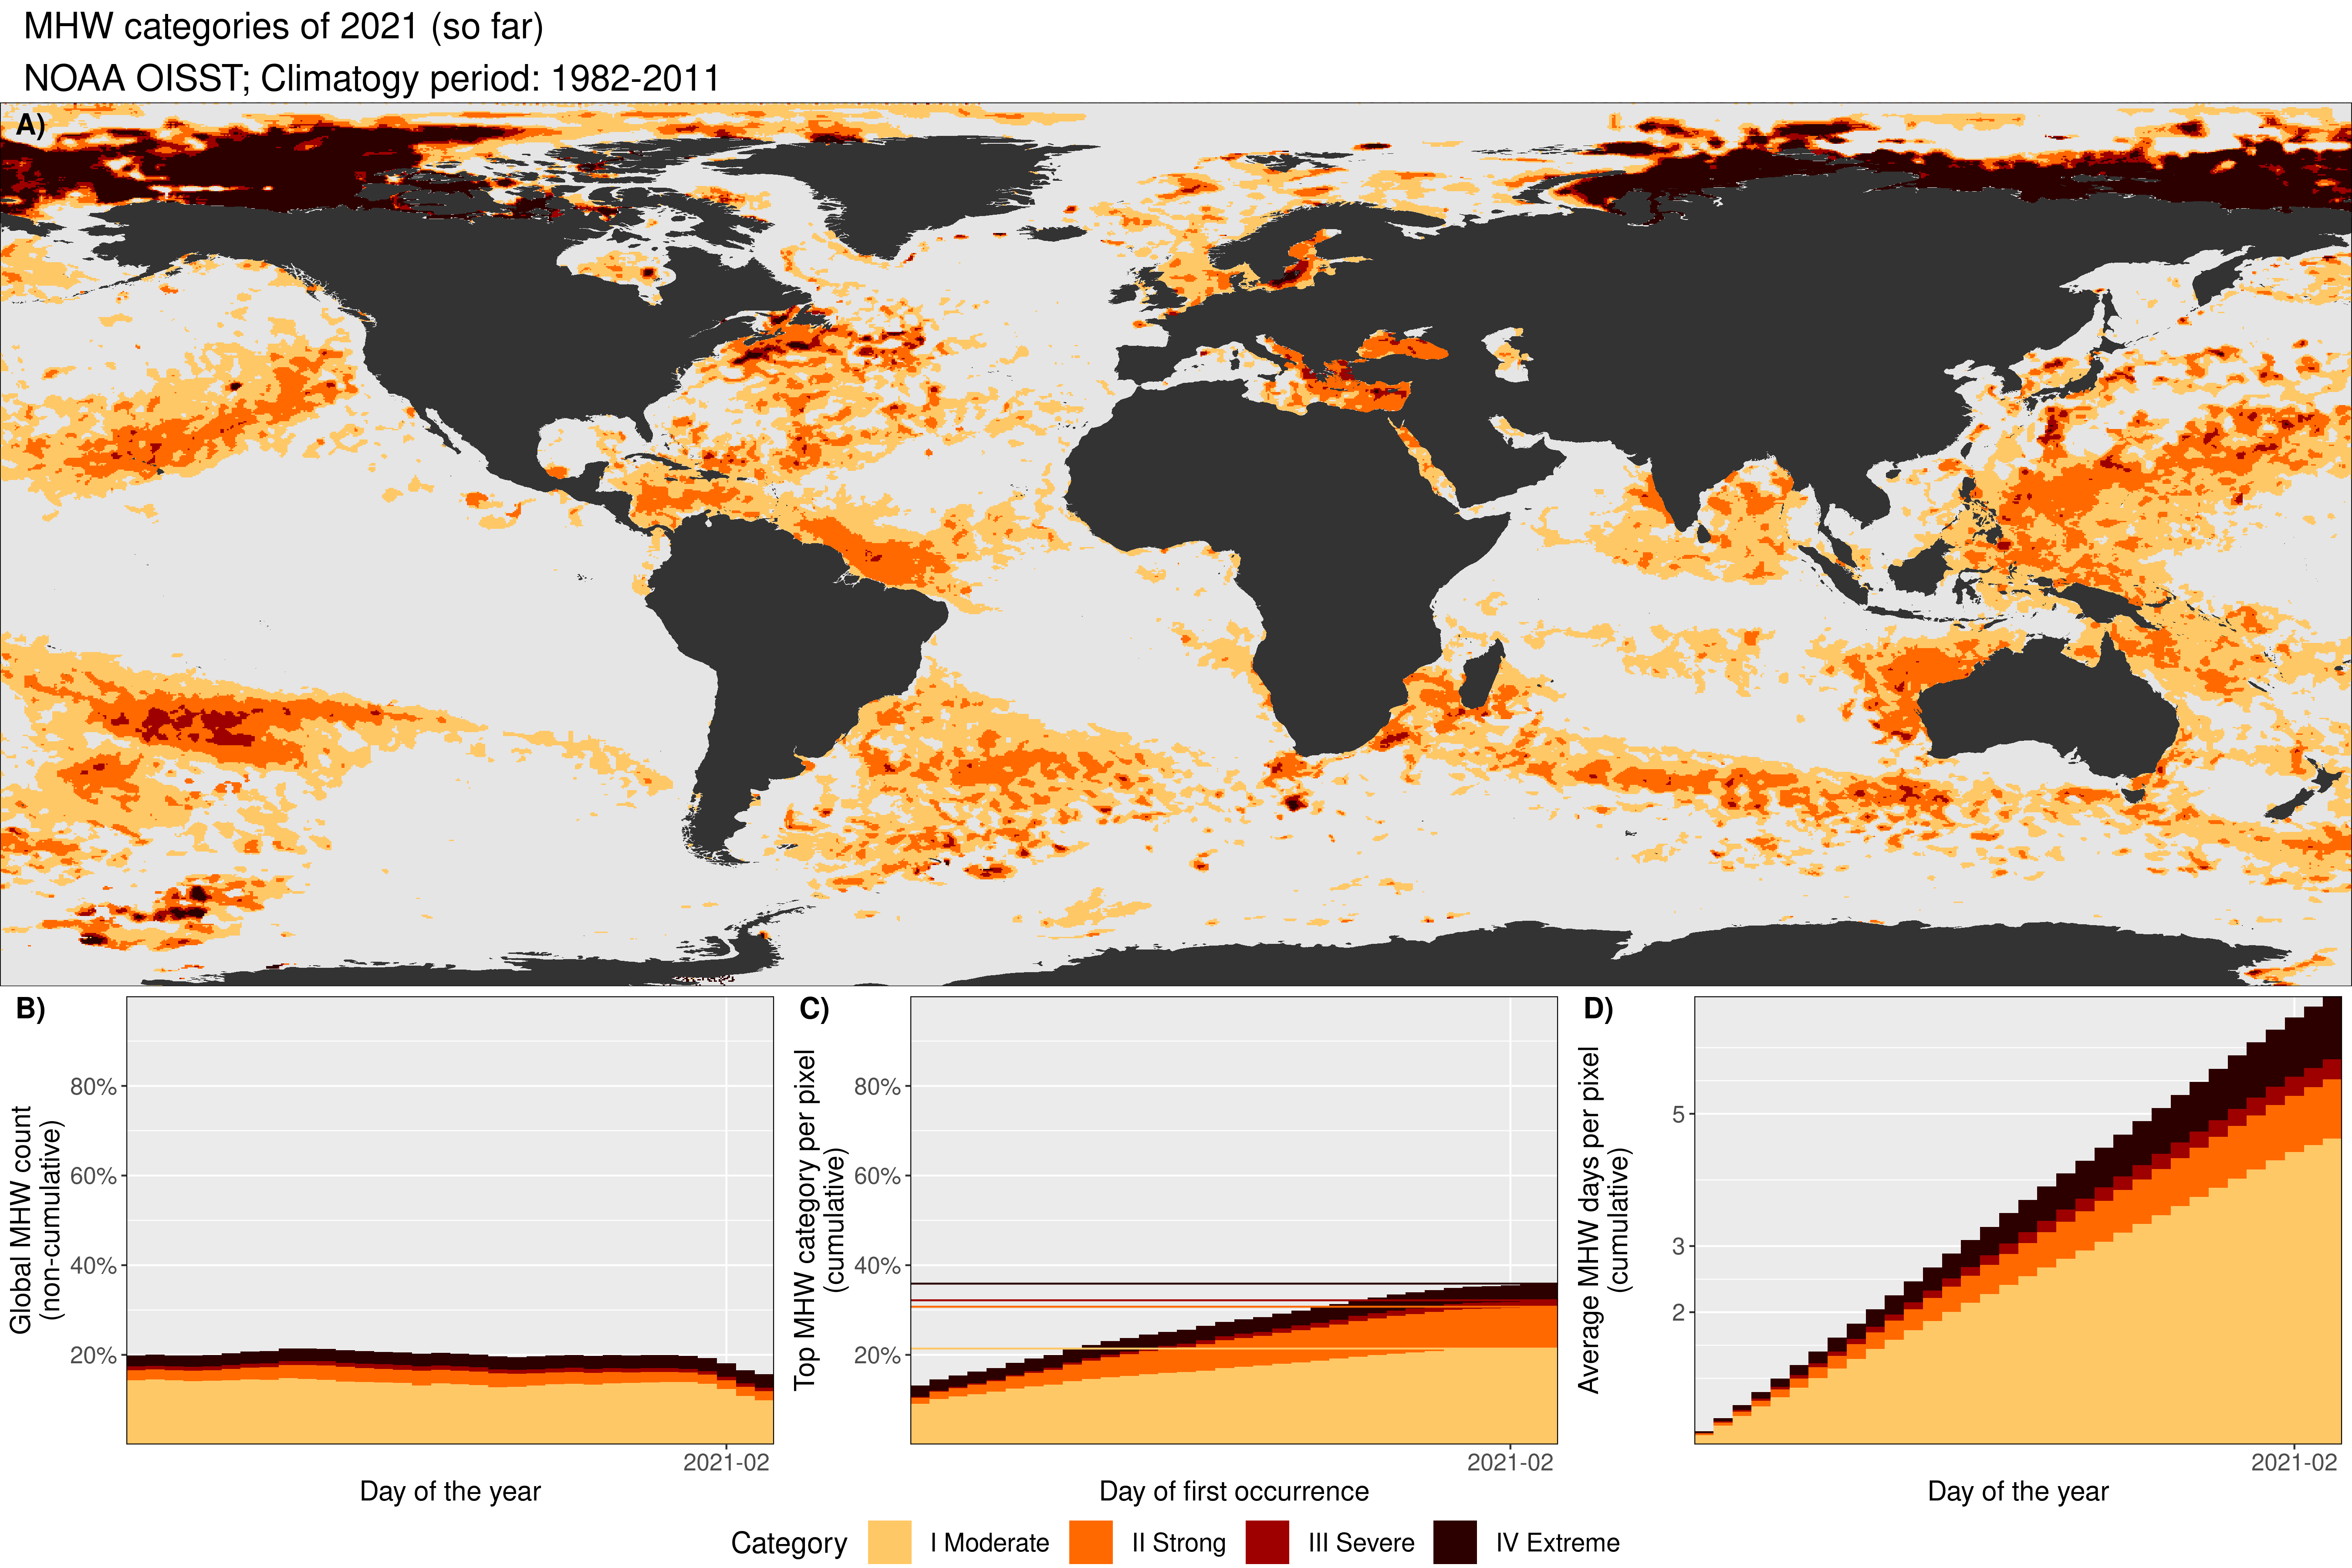 MHW categories of 2021 (so far)
NOAA OISST; Climatogy period: 1982-2011
A)
B)
Global MHW count
(non-cumulative)
80%
60%
40%
20%
2021-02
Day of the year
C)
Top MHW category per pixel
(cumulative)
80%
60%
40%
20%
2021-02
Day of first occurrence
D)
Average MHW days per pixel
(cumulative)
5
3
2
2021-02
Day of the year
Category I Moderate II Strong III Severe IV Extreme